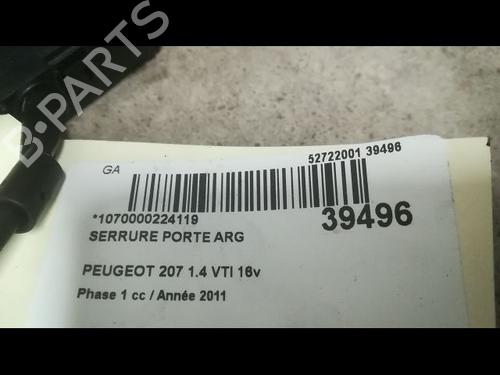 B-PARTS
GA
52722001 39496
*1070000224119
39496
SERRURE PORTE ARG
PEUGEOT 207 1.4 VTI 16v
Phase 1 cc / Année 2011